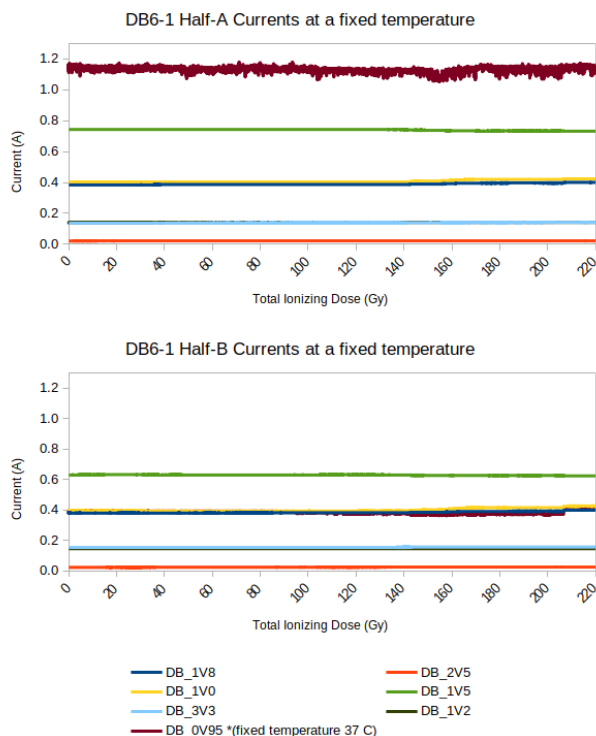 DB6-1 Half-A Currents at a fixed temperature
1.2
1.0
0.8
0.6
0.4
0.2
0.0
Current (A)
0 20 40 60 80 100 120 140 160 180 200 220
Total Ionizing Dose (Gy)
DB6-1 Half-B Currents at a fixed temperature
1.2
1.0
0.8
0.6
0.4
0.2
0.0
Current (A)
0 20 40 60 80 100 120 140 160 180 200 220
Total Ionizing Dose (Gy)
DB_1V8 DB_2V5
DB_1V0 DB_1V5
DB_3V3 DB_1V2
DB_0V95 *(fixed temperature 37 C)